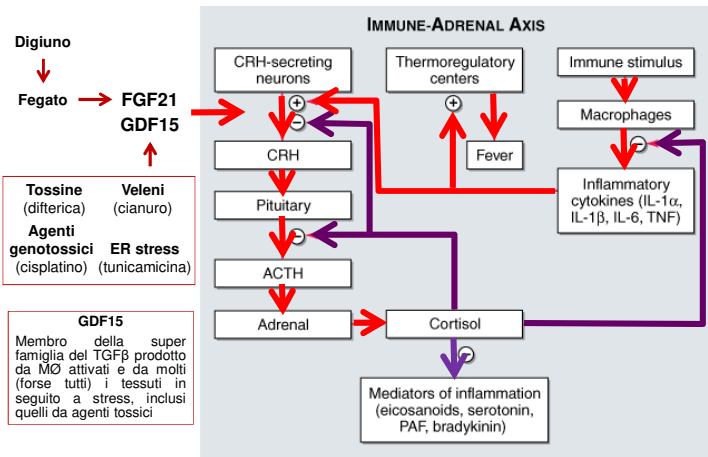 IMMUNE-ADRENAL AXIS
Digiuno
Fegato
FGF21
GDF15
Tossine
(difterica)
Veleni
(cianuro)
Agenti
genotossici
(cisplatino)
ER stress
(tunicamicina)
GDF15
Membro della super
famiglia del TGFβ prodotto
da MØ attivati e da molti
(forse tutti) i tessuti in
seguito a stress, inclusi
quelli da agenti tossici
CRH-secreting
neurons
+
−
CRH
Pituitary
−
ACTH
Adrenal
Thermoregulatory
centers
+
Fever
Immune stimulus
Macrophages
−
Inflammatory
cytokines (IL-1α,
IL-1β, IL-6, TNF)
Cortisol
−
Mediators of inflammation
(eicosanoids, serotonin,
PAF, bradykinin)